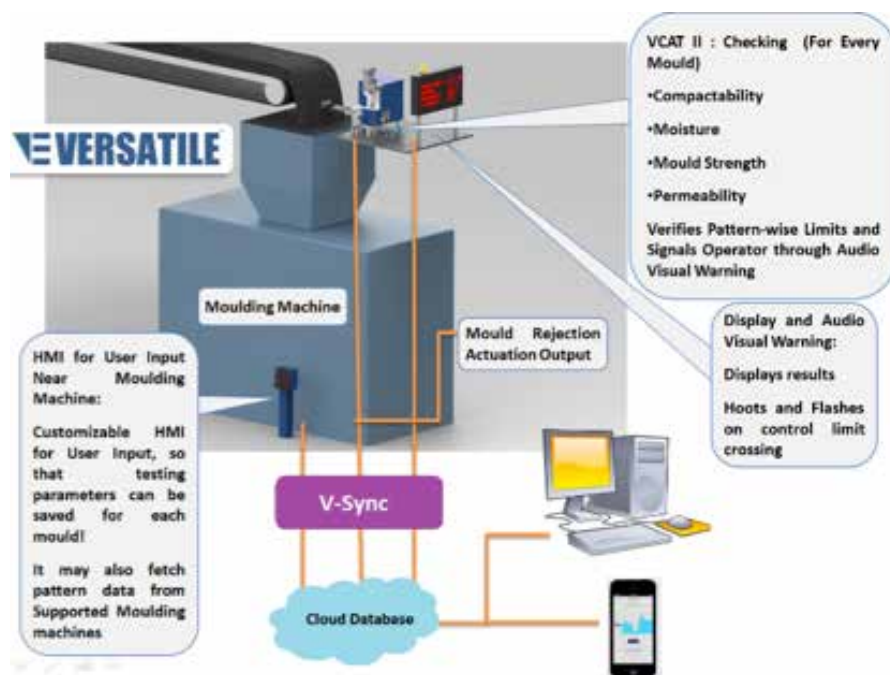 VERSATILE
VCAT II : Checking (For Every
Mould)
•Compactability
•Moisture
•Mould Strength
•Permeability
Verifies Pattern-wise Limits and
Signals Operator through Audio
Visual Warning
Moulding Machine
Mould Rejection
Actuation Output
Display and Audio
Visual Warning:
Displays results
Hoots and Flashes
on control limit
crossing
HMI for User Input
Near Moulding
Machine:
Customizable HMI
for User Input, so
that testing
parameters can be
saved for each
mould!
It may also fetch
pattern data from
Supported Moulding
machines
V-Sync
Cloud Database